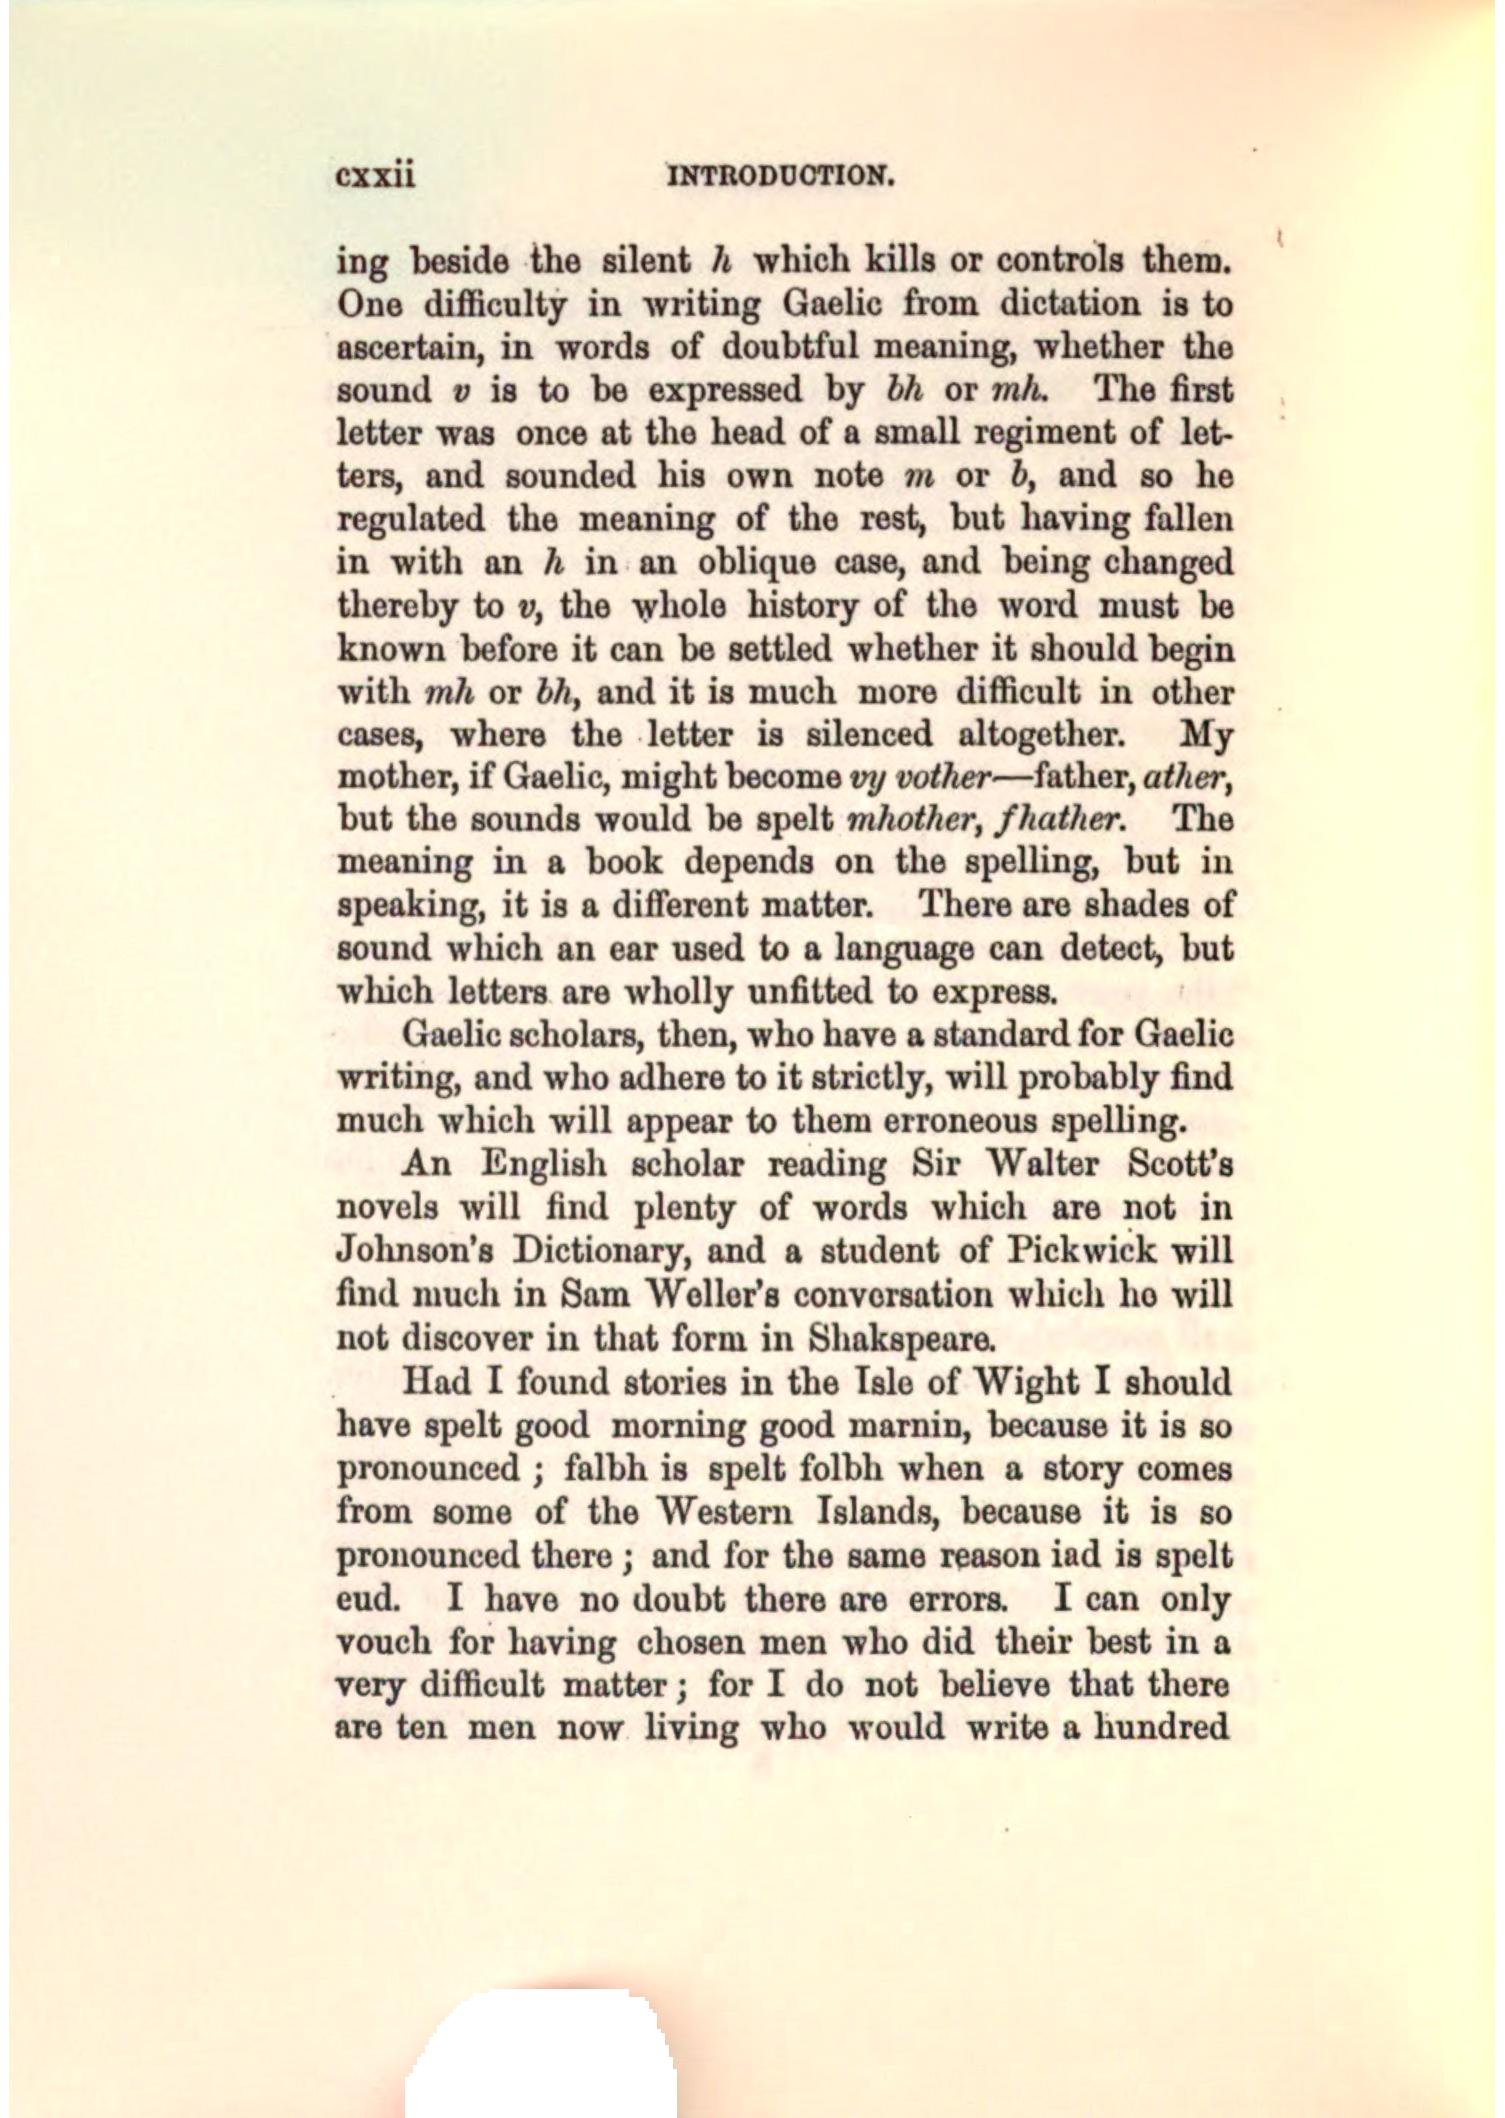 cxxii INTRODUCTION.
ing beside the silent h which kills or controls them.
One difficulty in writing Gaelic from dictation is to
ascertain, in words of doubtful meaning, whether the
sound v is to be expressed by bh or mh. The first
letter was once at the head of a small regiment of let-
ters, and sounded his own note m or b, and so he
regulated the meaning of the rest, but having fallen
in with an h in an oblique case, and being changed
thereby to v, the whole history of the word must be
known before it can be settled whether it should begin
with mh or bh, and it is much more difficult in other
cases, where the letter is silenced altogether. My
mother, if Gaelic, might become vy vother—father, ather,
but the sounds would be spelt mhother, fhather. The
meaning in a book depends on the spelling, but in
speaking, it is a different matter. There are shades of
sound which an ear used to a language can detect, but
which letters are wholly unfitted to express.
Gaelic scholars, then, who have a standard for Gaelic
writing, and who adhere to it strictly, will probably find
much which will appear to them erroneous spelling.
An English scholar reading Sir Walter Scott's
novels will find plenty of words which are not in
Johnson's Dictionary, and a student of Pickwick will
find much in Sam Weller's conversation which he will
not discover in that form in Shakspeare.
Had I found stories in the Isle of Wight I should
have spelt good morning good marnin, because it is so
pronounced ; falbh is spelt folbh when a story comes
from some of the Western Islands, because it is so
pronounced there ; and for the same reason iad is spelt
eud. I have no doubt there are errors. I can only
vouch for having chosen men who did their best in a
very difficult matter ; for I do not believe that there
are ten men now living who would write a hundred